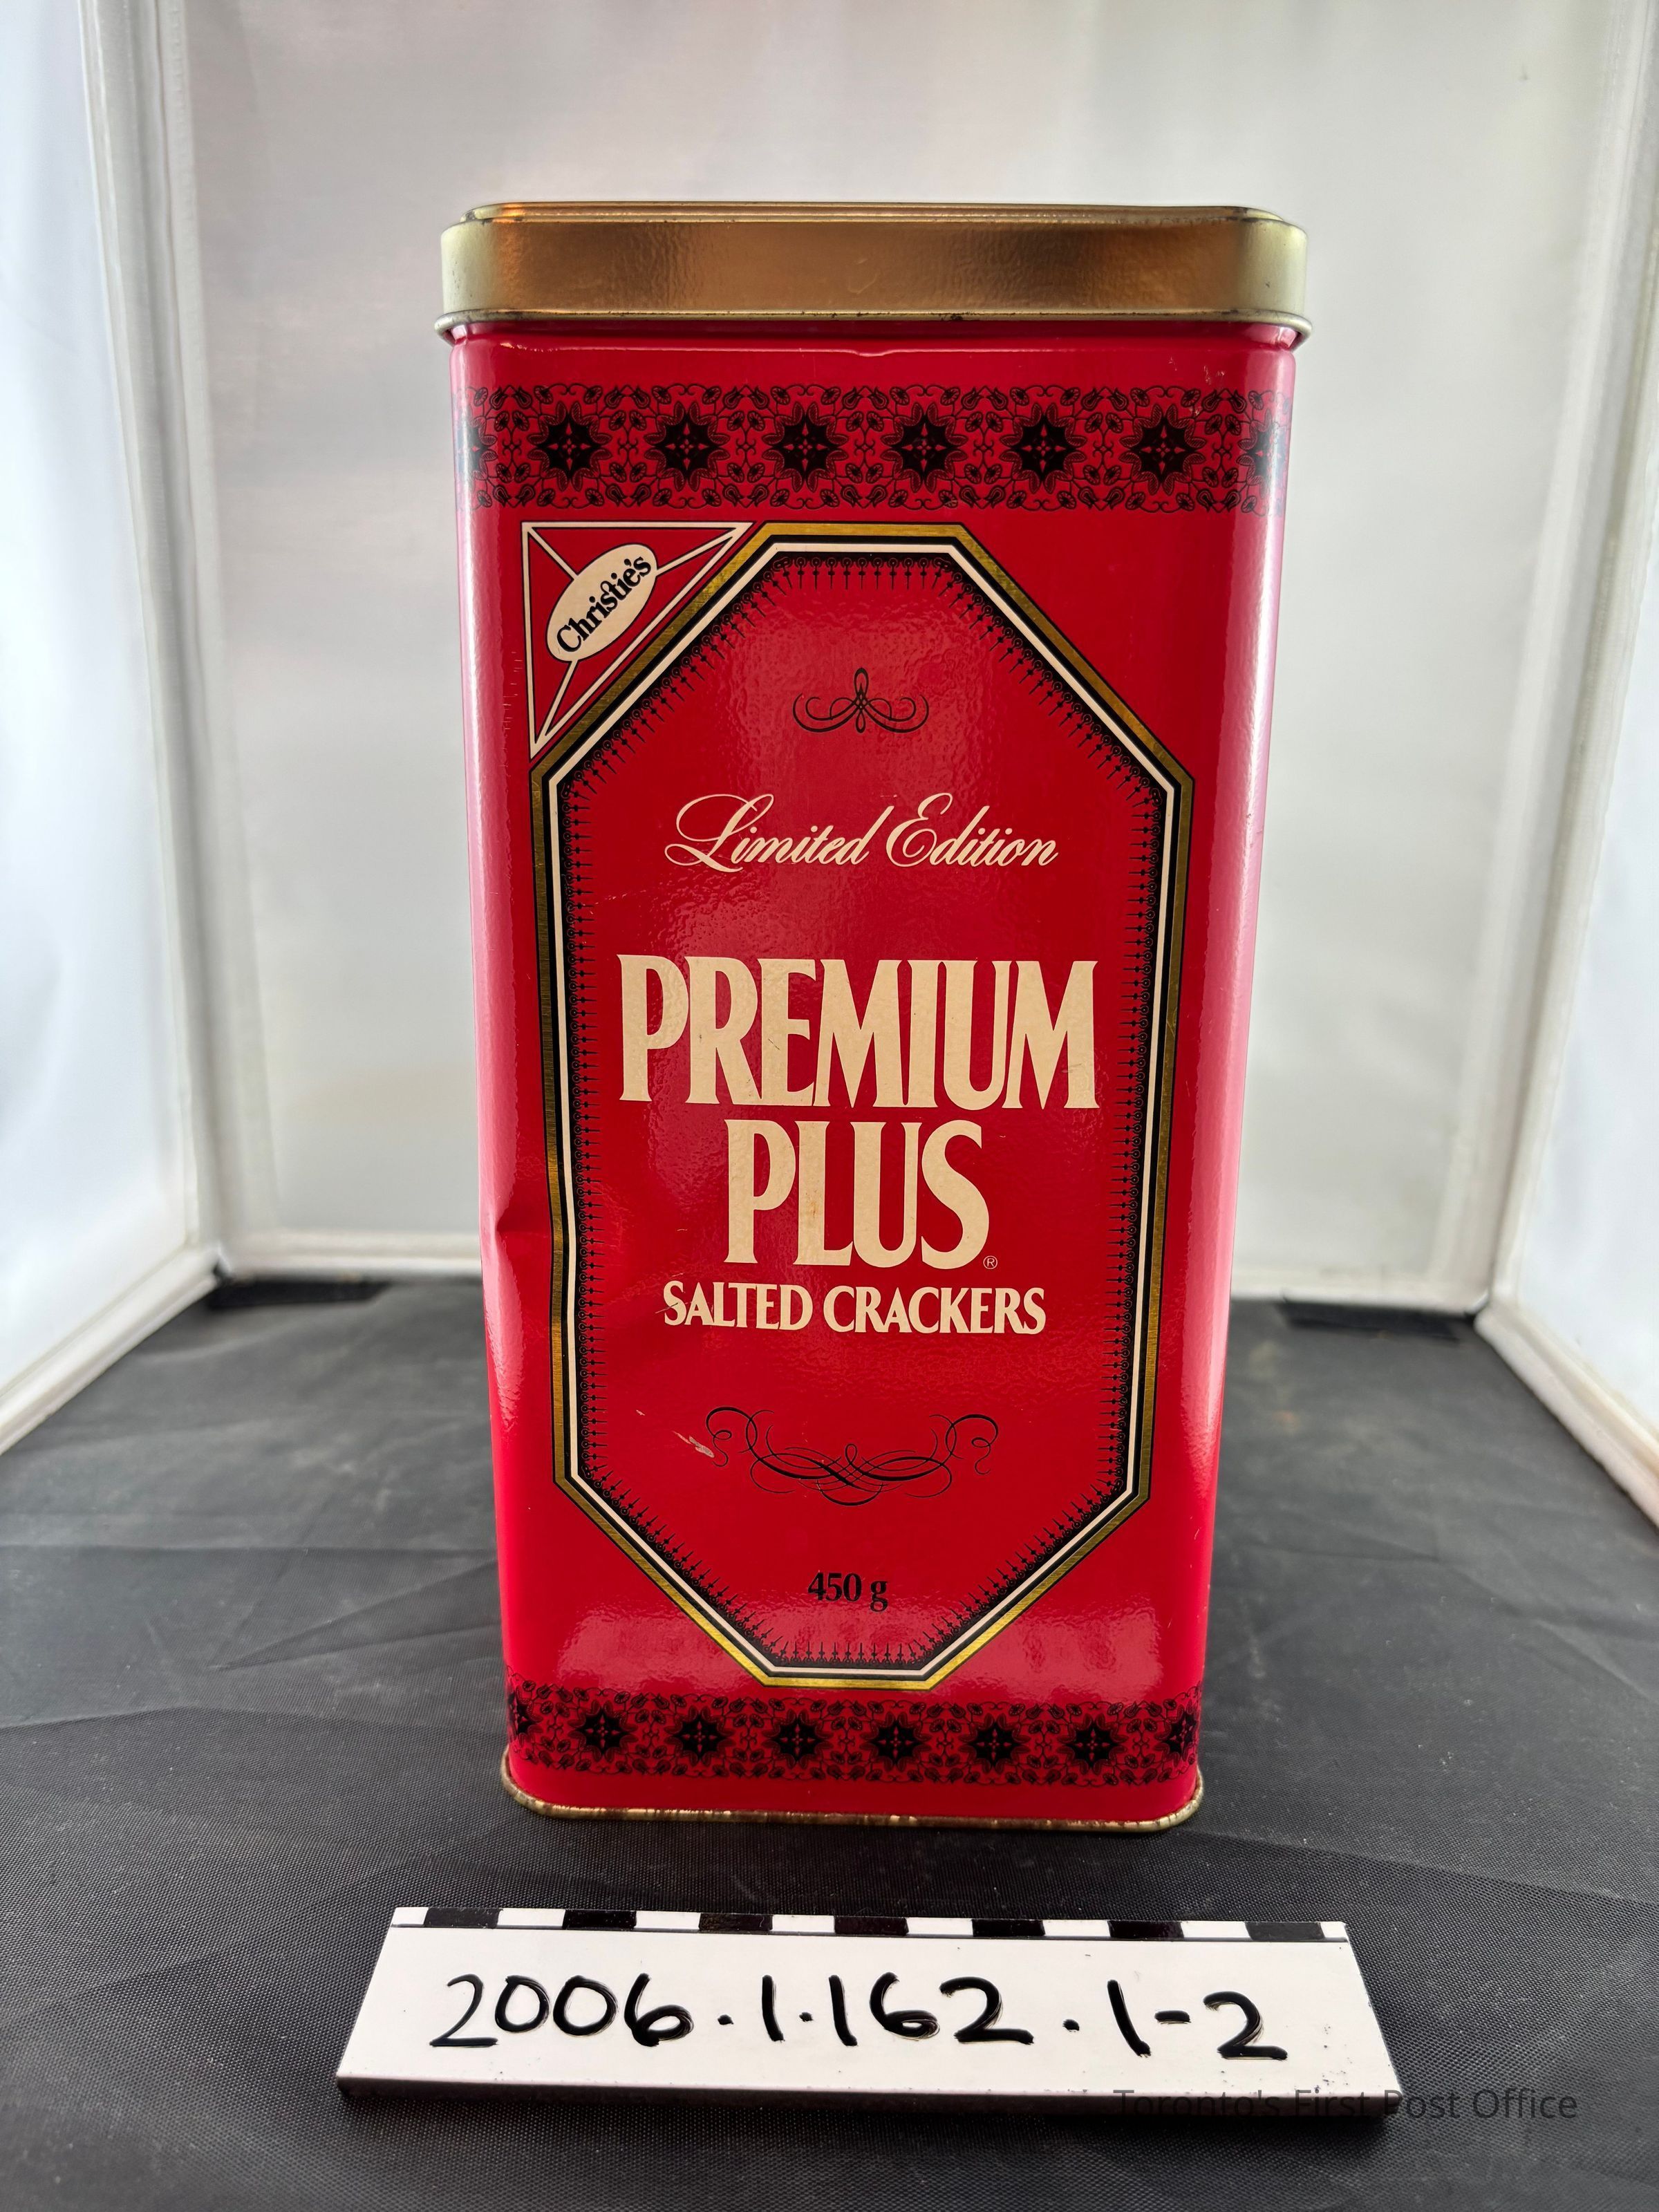 Christie's
Limited Edition
PREMIUM
PLUS®
SALTED CRACKERS
450 g
2006.1.162.1-2
Toronto's First Post Office